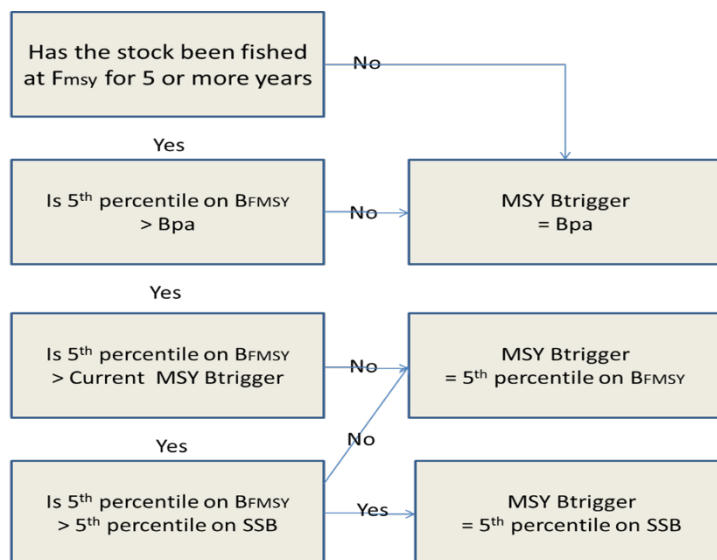 Has the stock been fished
at Fmsy for 5 or more years
No
Yes
Is 5th percentile on BFMSY
> Bpa
No
MSY Btrigger
= Bpa
Yes
Is 5th percentile on BFMSY
> Current MSY Btrigger
No
MSY Btrigger
= 5th percentile on BFMSY
No
Yes
Is 5th percentile on BFMSY
> 5th percentile on SSB
Yes
MSY Btrigger
= 5th percentile on SSB